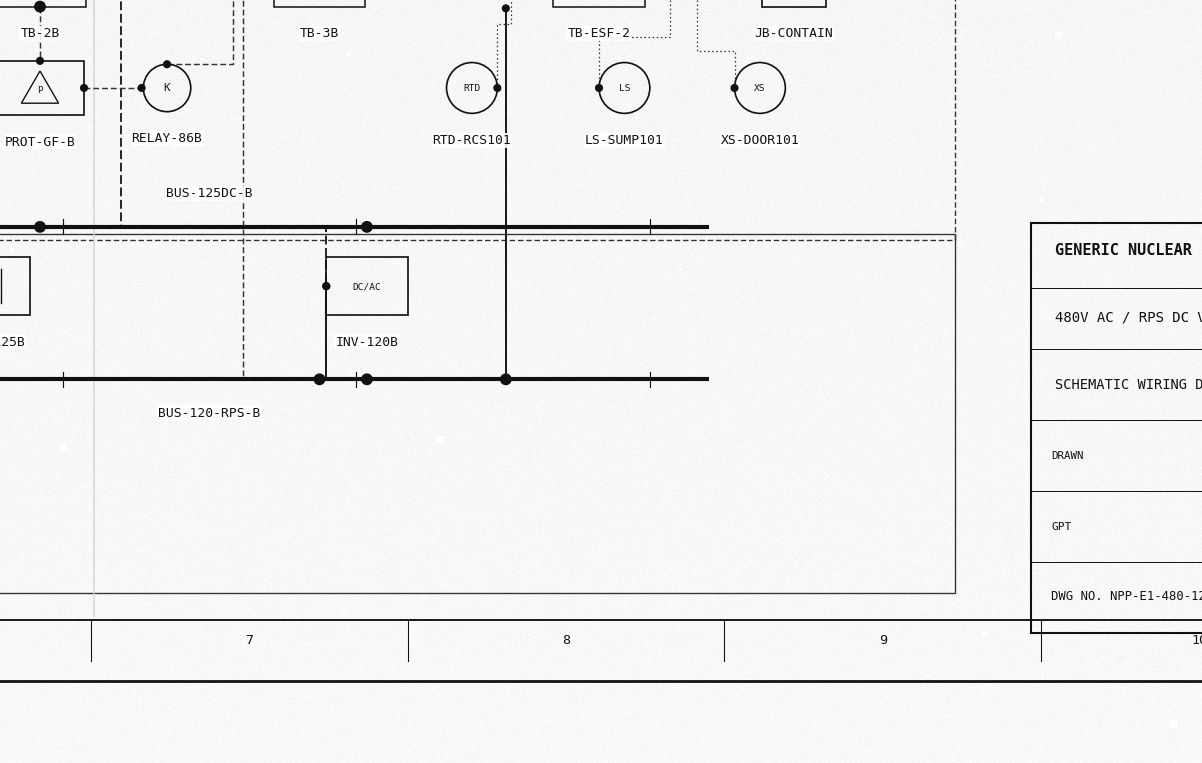 TB-2B
TB-3B
TB-ESF-2
JB-CONTAIN
P
K
RTD
LS
XS
PROT-GF-B
RELAY-86B
RTD-RCS101
LS-SUMP101
XS-DOOR101
BUS-125DC-B
GENERIC NUCLEAR
480V AC / RPS DC
DC/AC
25B
INV-120B
SCHEMATIC WIRING
BUS-120-RPS-B
DRAWN
GPT
DWG NO. NPP-E1-480-12
7
8
9
10